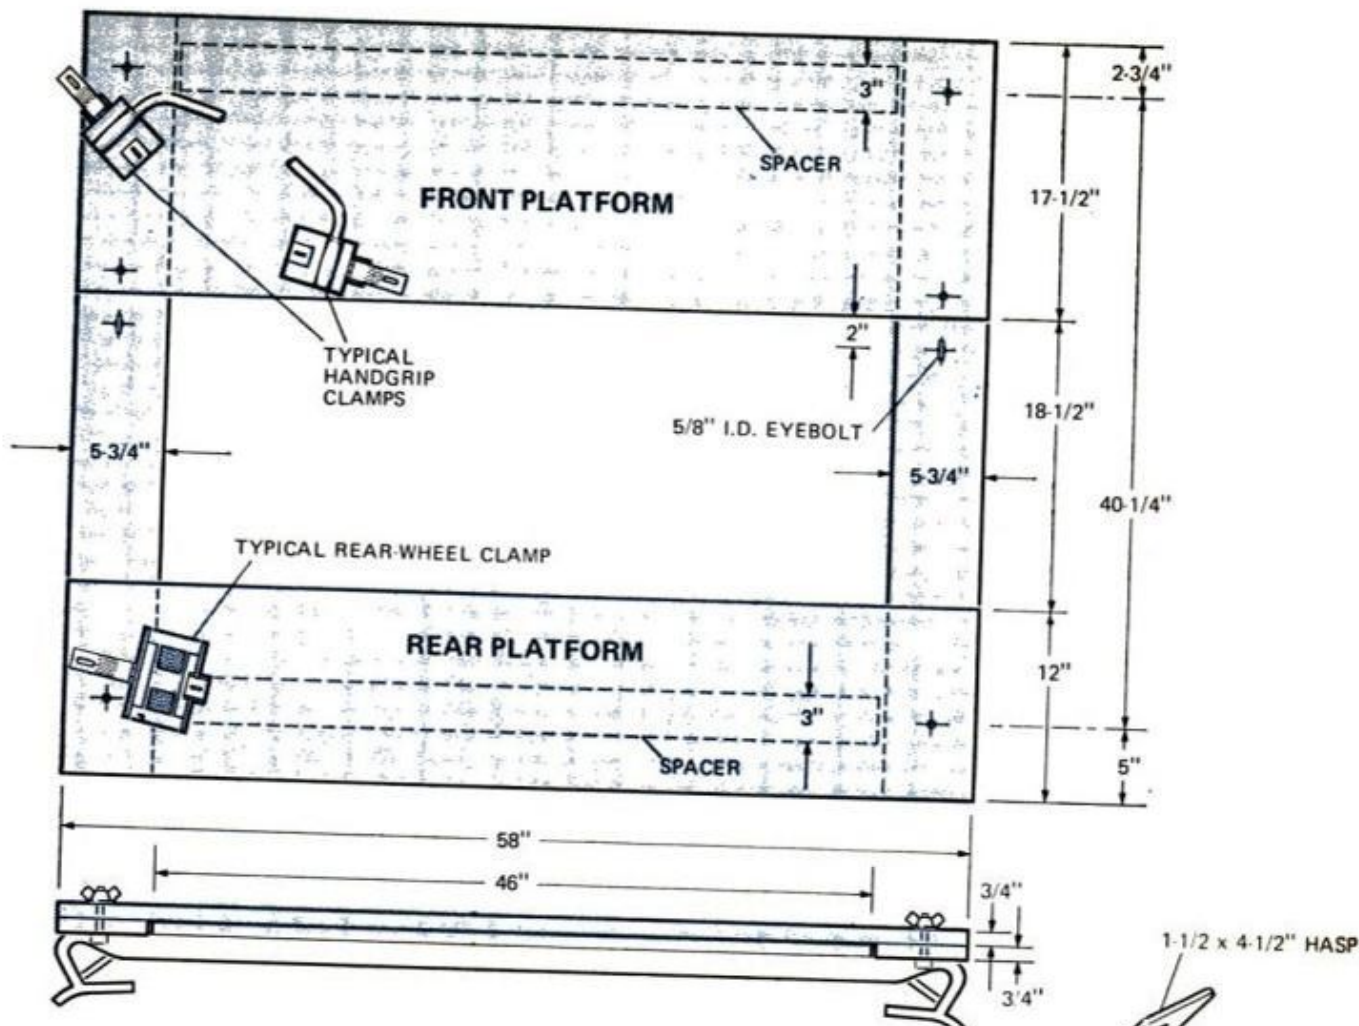 2-3/4"
3"
SPACER
17-1/2"
FRONT PLATFORM
2"
TYPICAL
HANDGRIP
CLAMPS
5/8" I.D. EYEBOLT
18-1/2"
5-3/4"
5-3/4"
40-1/4"
TYPICAL REAR-WHEEL CLAMP
REAR PLATFORM
12"
3"
SPACER
5"
58"
46"
3/4"
1-1/2 x 4-1/2" HASP
3/4"